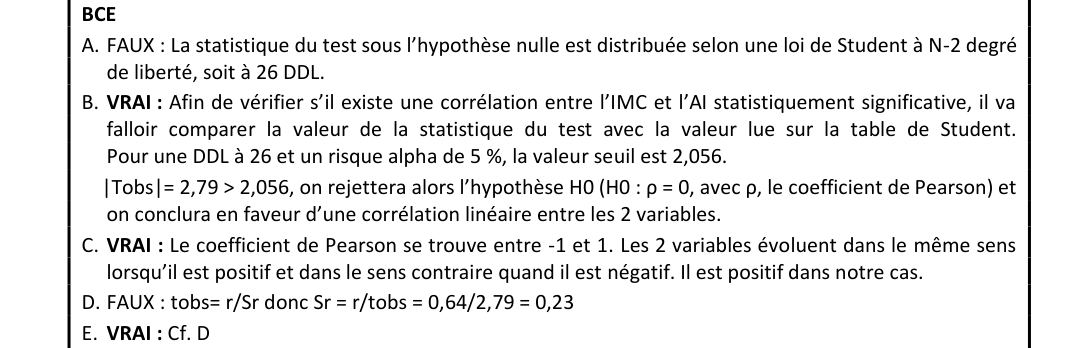 BCE
A. FAUX : La statistique du test sous l’hypothèse nulle est distribuée selon une loi de Student à N-2 degré
de liberté, soit à 26 DDL.
B. VRAI : Afin de vérifier s’il existe une corrélation entre l’IMC et l’AI statistiquement significative, il va
falloir comparer la valeur de la statistique du test avec la valeur lue sur la table de Student.
Pour une DDL à 26 et un risque alpha de 5 %, la valeur seuil est 2,056.
|Tobs|= 2,79 > 2,056, on rejettera alors l’hypothèse H0 (H0 : ρ = 0, avec ρ, le coefficient de Pearson) et
on conclura en faveur d’une corrélation linéaire entre les 2 variables.
C. VRAI : Le coefficient de Pearson se trouve entre -1 et 1. Les 2 variables évoluent dans le même sens
lorsqu’il est positif et dans le sens contraire quand il est négatif. Il est positif dans notre cas.
D. FAUX : tobs= r/Sr donc Sr = r/tobs = 0,64/2,79 = 0,23
E. VRAI : Cf. D